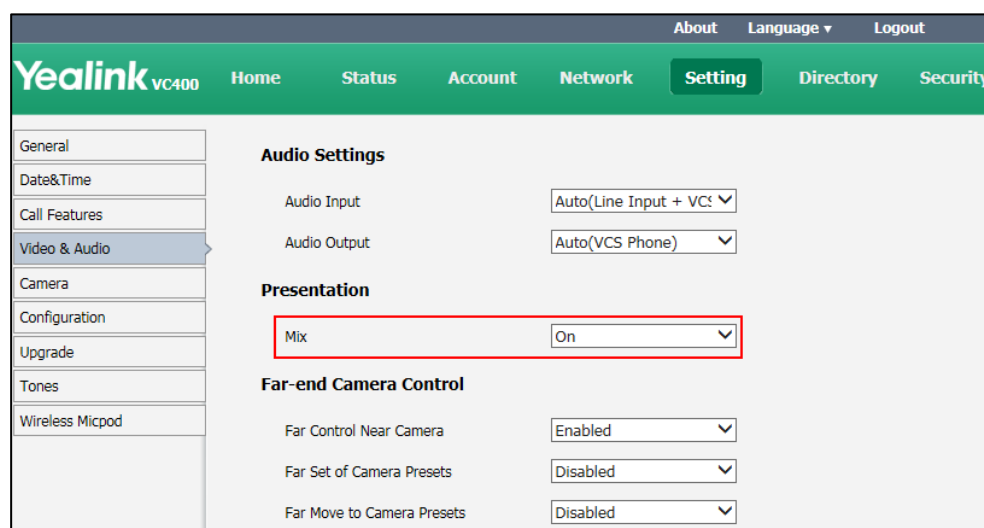 About Language ▾ Logout
Yealink VC400 Home Status Account Network Setting Directory Security
General
Date&Time
Call Features
Video & Audio
Camera
Configuration
Upgrade
Tones
Wireless Micpod
Audio Settings
Audio Input Auto(Line Input + VCS
Audio Output Auto(VCS Phone)
Presentation
Mix On
Far-end Camera Control
Far Control Near Camera Enabled
Far Set of Camera Presets Disabled
Far Move to Camera Presets Disabled